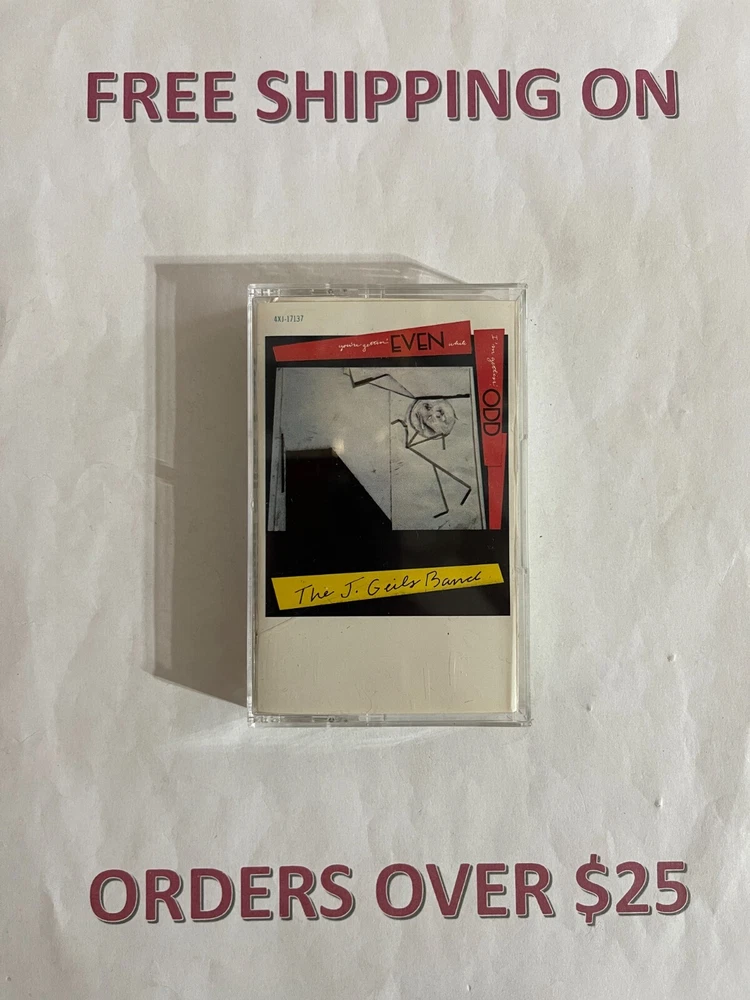 FREE SHIPPING ON
4XJ-17137
you're gettin' EVEN while
I'm gettin' ODD
The J. Geils Band
ORDERS OVER $25